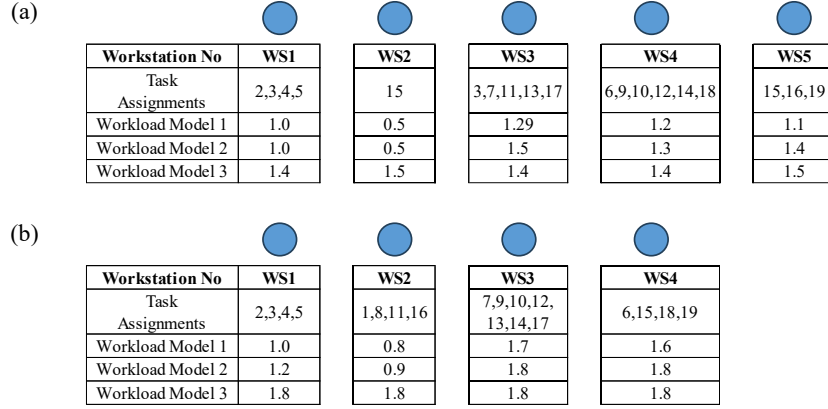 (a)
Workstation No WS1 WS2 WS3 WS4 WS5
Task Assignments 2,3,4,5 15 3,7,11,13,17 6,9,10,12,14,18 15,16,19
Workload Model 1 1.0 0.5 1.29 1.2 1.1
Workload Model 2 1.0 0.5 1.5 1.3 1.4
Workload Model 3 1.4 1.5 1.4 1.4 1.5
(b)
Workstation No WS1 WS2 WS3 WS4
Task Assignments 2,3,4,5 1,8,11,16 7,9,10,12, 13,14,17 6,15,18,19
Workload Model 1 1.0 0.8 1.7 1.6
Workload Model 2 1.2 0.9 1.8 1.8
Workload Model 3 1.8 1.8 1.8 1.8